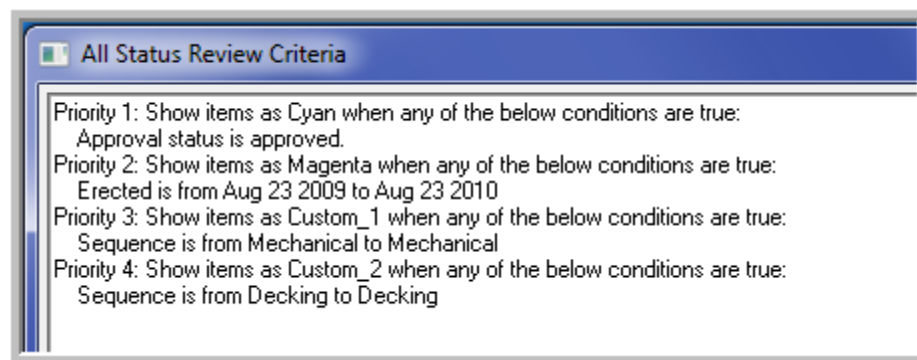 All Status Review Criteria
Priority 1: Show items as Cyan when any of the below conditions are true:
Approval status is approved.
Priority 2: Show items as Magenta when any of the below conditions are true:
Erected is from Aug 23 2009 to Aug 23 2010
Priority 3: Show items as Custom_1 when any of the below conditions are true:
Sequence is from Mechanical to Mechanical
Priority 4: Show items as Custom_2 when any of the below conditions are true:
Sequence is from Decking to Decking